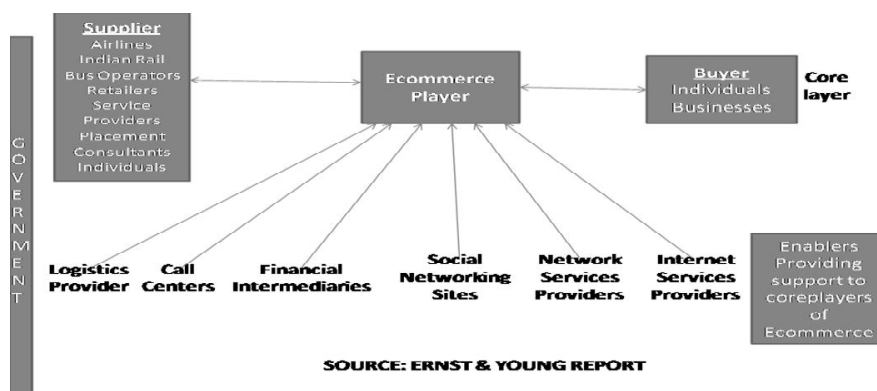 GOVERNMENT
Supplier
Airlines
Indian Rail
Bus Operators
Retailers
Service
Providers
Placement
Consultants
Individuals
Ecommerce
Player
Buyer
Individuals
Businesses
Core
layer
Logistics
Provider
Call
Centers
Financial
Intermediaries
Social
Networking
Sites
Network
Services
Providers
Internet
Services
Providers
Enablers
Providing
support to
coreplayers
of
Ecommerce
SOURCE: ERNST & YOUNG REPORT